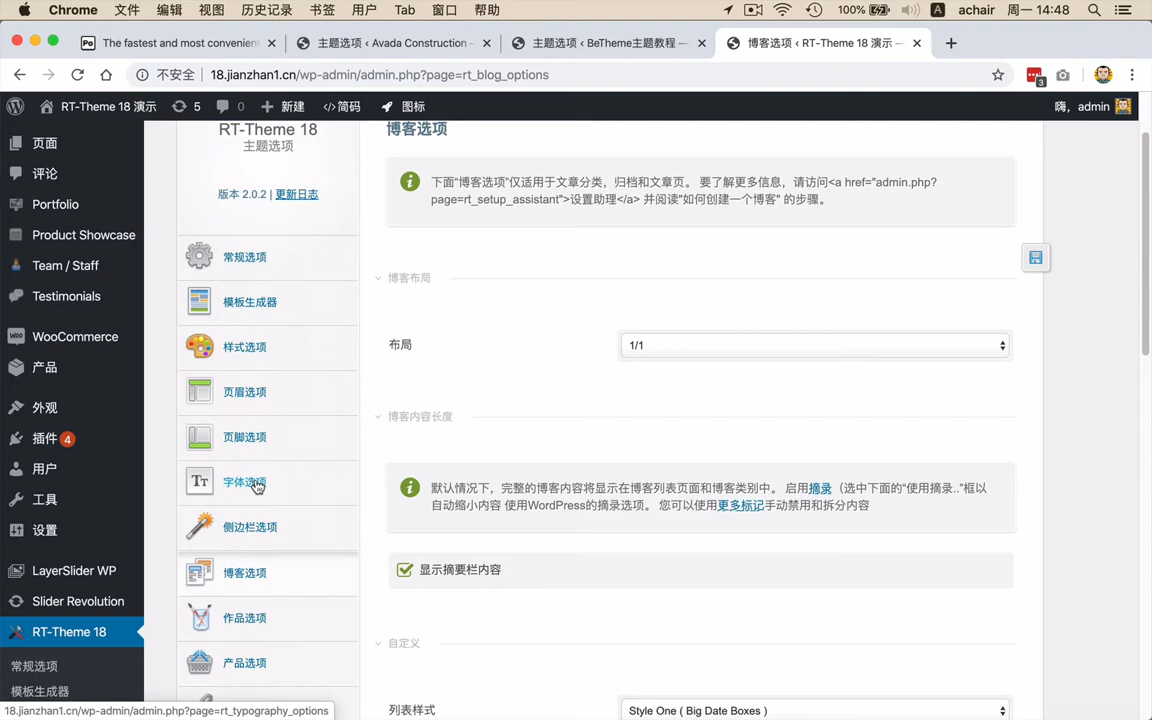 Chrome 文件 编辑 视图 历史记录 书签 用户 Tab 窗口 帮助 100% A achair 周一 14:48
Po The fastest and most convenien 主题选项 ‹ Avada Construction - 主题选项 ‹ BeTheme主题教程 — 博客选项 ‹ RT-Theme 18 演示 —
不安全 18.jianzhan1.cn/wp-admin/admin.php?page=rt_blog_options 3
RT-Theme 18 演示 5 0 新建 </>简码 图标 嗨，admin
页面
评论
Portfolio
Product Showcase
Team / Staff
Testimonials
WooCommerce
产品
外观
插件 4
用户
工具
设置
LayerSlider WP
Slider Revolution
RT-Theme 18
常规选项
模板生成器
RT-Theme 18
主题选项
版本 2.0.2 | 更新日志
常规选项
模板生成器
样式选项
页眉选项
页脚选项
TT 字体选项
侧边栏选项
博客选项
作品选项
产品选项
博客选项
下面“博客选项”仅适用于文章分类，归档和文章页。 要了解更多信息，请访问<a href="admin.php?
page=rt_setup_assistant">设置助理</a> 并阅读"如何创建一个博客" 的步骤。
博客布局
布局 1/1
博客内容长度
默认情况下，完整的博客内容将显示在博客列表页面和博客类别中。 启用摘录（选中下面的“使用摘录..”框以
自动缩小内容 使用WordPress的摘录选项。 您可以使用更多标记手动禁用和拆分内容
显示摘要栏内容
自定义
列表样式 Style One ( Big Date Boxes )
18.jianzhan1.cn/wp-admin/admin.php?page=rt_typography_options